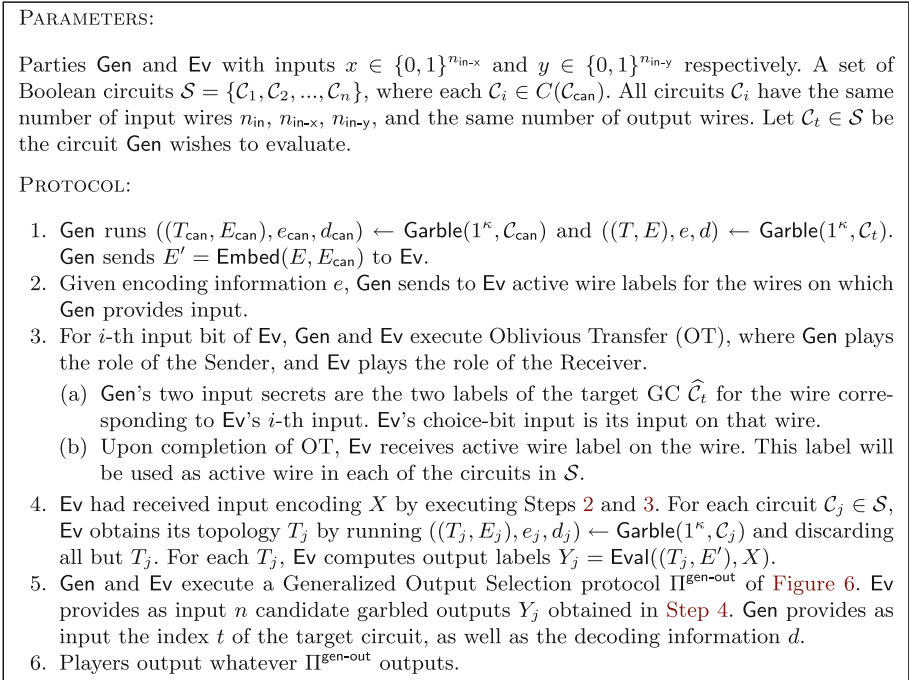 PARAMETERS:
Parties Gen and Ev with inputs x ∈ {0, 1}^{n_{in-x}} and y ∈ {0, 1}^{n_{in-y}} respectively. A set of
Boolean circuits 𝒮 = {𝒞_1, 𝒞_2, ..., 𝒞_n}, where each 𝒞_i ∈ C(𝒞_can). All circuits 𝒞_i have the same
number of input wires n_in, n_{in-x}, n_{in-y}, and the same number of output wires. Let 𝒞_t ∈ 𝒮 be
the circuit Gen wishes to evaluate.
PROTOCOL:
1. Gen runs ((T_can, E_can), e_can, d_can) ← Garble(1^κ, 𝒞_can) and ((T, E), e, d) ← Garble(1^κ, 𝒞_t).
Gen sends E′ = Embed(E, E_can) to Ev.
2. Given encoding information e, Gen sends to Ev active wire labels for the wires on which
Gen provides input.
3. For i-th input bit of Ev, Gen and Ev execute Oblivious Transfer (OT), where Gen plays
the role of the Sender, and Ev plays the role of the Receiver.
(a) Gen's two input secrets are the two labels of the target GC 𝒞̂_t for the wire corre-
sponding to Ev's i-th input. Ev's choice-bit input is its input on that wire.
(b) Upon completion of OT, Ev receives active wire label on the wire. This label will
be used as active wire in each of the circuits in 𝒮.
4. Ev had received input encoding X by executing Steps 2 and 3. For each circuit 𝒞_j ∈ 𝒮,
Ev obtains its topology T_j by running ((T_j, E_j), e_j, d_j) ← Garble(1^κ, 𝒞_j) and discarding
all but T_j. For each T_j, Ev computes output labels Y_j = Eval((T_j, E′), X).
5. Gen and Ev execute a Generalized Output Selection protocol Π^{gen-out} of Figure 6. Ev
provides as input n candidate garbled outputs Y_j obtained in Step 4. Gen provides as
input the index t of the target circuit, as well as the decoding information d.
6. Players output whatever Π^{gen-out} outputs.